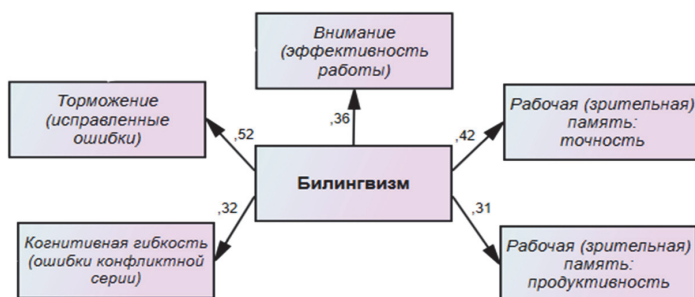 Внимание
(эффективность
работы)
Торможение
(исправленные
ошибки)
Рабочая (зрительная)
память:
точность
,52
,36
,42
Билингвизм
,32
,31
Когнитивная гибкость
(ошибки конфликтной
серии)
Рабочая (зрительная)
память:
продуктивность